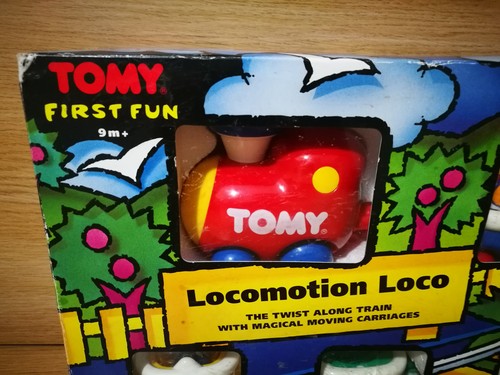 TOMY
FIRST FUN
9m+
TOMY
Locomotion Loco
THE TWIST ALONG TRAIN
WITH MAGICAL MOVING CARRIAGES